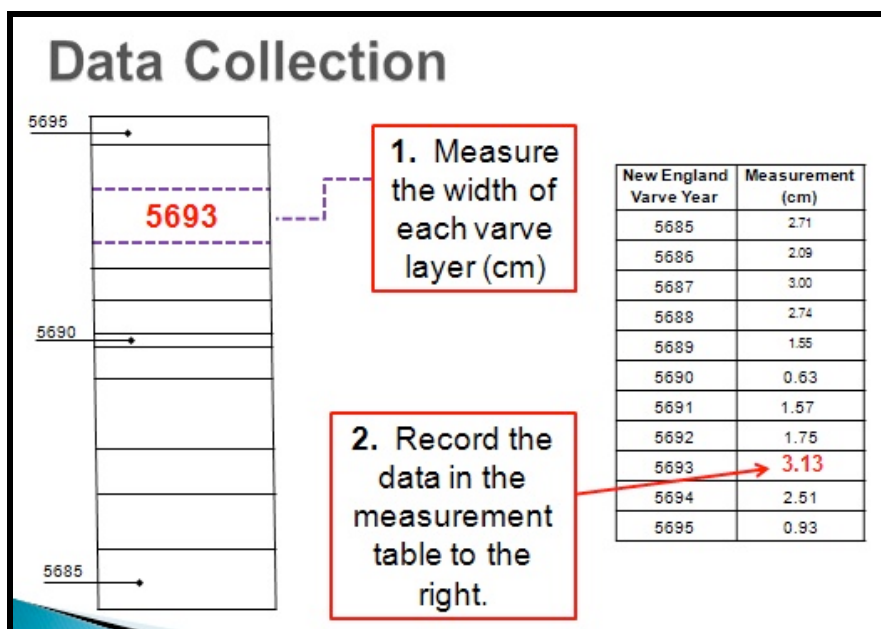 Data Collection
5695
5693
5690
5685
1. Measure
the width of
each varve
layer (cm)
2. Record the
data in the
measurement
table to the
right.
New England Varve Year Measurement (cm)
5685 2.71
5686 2.09
5687 3.00
5688 2.74
5689 1.55
5690 0.63
5691 1.57
5692 1.75
5693 3.13
5694 2.51
5695 0.93